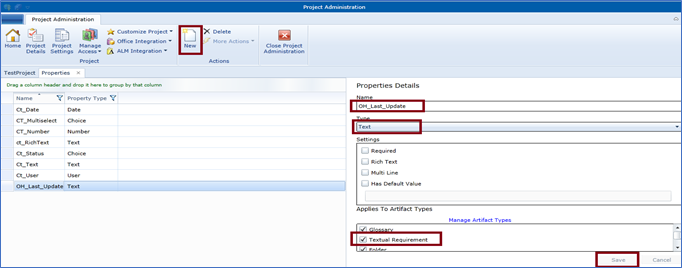 Project Administration
Project Administration
Home
Project Details
Project Settings
Manage Access
Customize Project
Office Integration
ALM Integration
New
Delete
More Actions
Close Project Administration
Project
Actions
TestProject
Properties
Drag a column header and drop it here to group by that column
Name
Property Type
Ct_Date
Date
CT_Multiselect
Choice
CT_Number
Number
ct_RichText
Text
Ct_Status
Choice
Ct_Text
Text
Ct_User
User
OH_Last_Update
Text
Properties Details
Name
OH_Last_Update
Type
Text
Settings
Required
Rich Text
Multi Line
Has Default Value
Applies To Artifact Types
Manage Artifact Types
Glossary
Textual Requirement
Folder
Save
Cancel